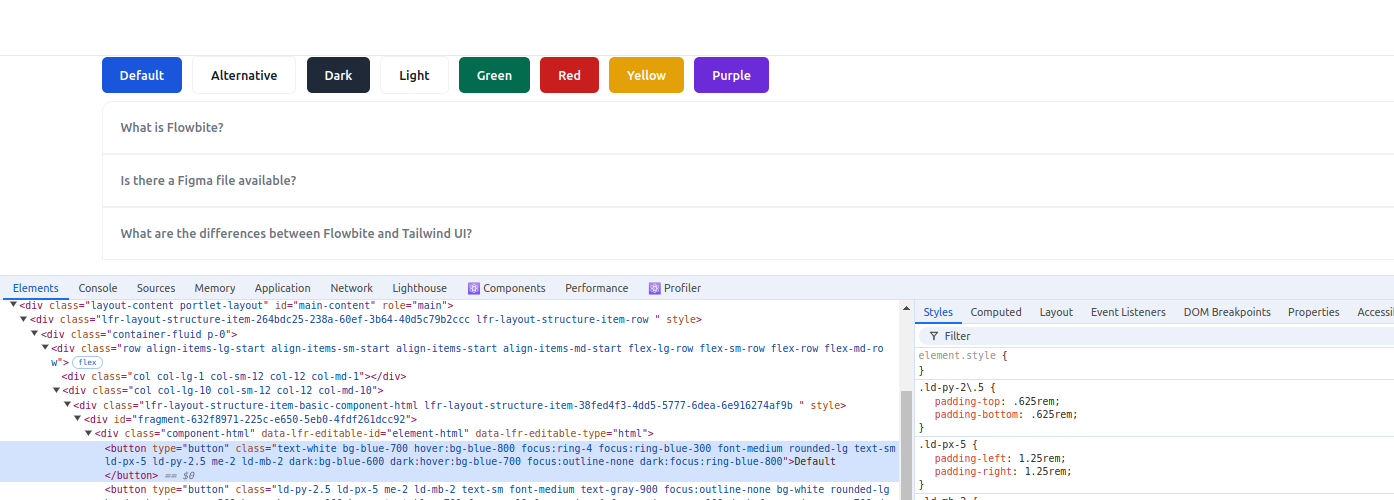 Default Alternative Dark Light Green Red Yellow Purple
What is Flowbite?
Is there a Figma file available?
What are the differences between Flowbite and Tailwind UI?
Elements Console Sources Memory Application Network Lighthouse Components Performance Profiler
<div class="layout-content portlet-layout" id="main-content" role="main">
<div class="lfr-layout-structure-item-264bdc25-238a-60ef-3b64-40d5c79b2ccc lfr-layout-structure-item-row " style>
<div class="container-fluid p-0">
<div class="row align-items-lg-start align-items-sm-start align-items-start align-items-md-start flex-lg-row flex-sm-row flex-row flex-md-ro
w"> flex
<div class="col col-lg-1 col-sm-12 col-12 col-md-1"></div>
<div class="col col-lg-10 col-sm-12 col-12 col-md-10">
<div class="lfr-layout-structure-item-basic-component-html lfr-layout-structure-item-38fed4f3-4dd5-5777-6dea-6e916274af9b " style>
<div id="fragment-632f8971-225c-e650-5eb0-4fdf261dcc92">
<div class="component-html" data-lfr-editable-id="element-html" data-lfr-editable-type="html">
<button type="button" class="text-white bg-blue-700 hover:bg-blue-800 focus:ring-4 focus:ring-blue-300 font-medium rounded-lg text-sm
ld-px-5 ld-py-2.5 me-2 ld-mb-2 dark:bg-blue-600 dark:hover:bg-blue-700 focus:outline-none dark:focus:ring-blue-800">Default
</button> == $0
<button type="button" class="ld-py-2.5 ld-px-5 me-2 ld-mb-2 text-sm font-medium text-gray-900 focus:outline-none bg-white rounded-lg
Styles Computed Layout Event Listeners DOM Breakpoints Properties Accessi
Filter
element.style {
}
.ld-py-2\.5 {
padding-top: .625rem;
padding-bottom: .625rem;
}
.ld-px-5 {
padding-left: 1.25rem;
padding-right: 1.25rem;
}